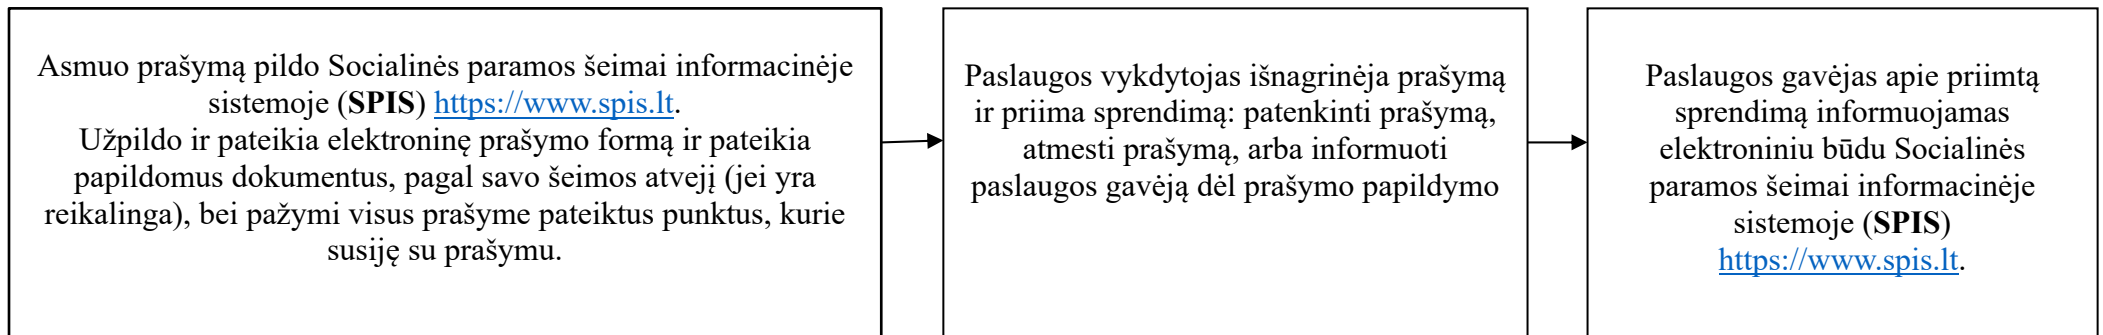 Asmuo prašymą pildo Socialinės paramos šeimai informacinėje
sistemoje (SPIS) https://www.spis.lt.
Užpildo ir pateikia elektroninę prašymo formą ir pateikia
papildomus dokumentus, pagal savo šeimos atvejį (jei yra
reikalinga), bei pažymi visus prašyme pateiktus punktus, kurie
susiję su prašymu.
Paslaugos vykdytojas išnagrinėja prašymą
ir priima sprendimą: patenkinti prašymą,
atmesti prašymą, arba informuoti
paslaugos gavėją dėl prašymo papildymo
Paslaugos gavėjas apie priimtą
sprendimą informuojamas
elektroniniu būdu Socialinės
paramos šeimai informacinėje
sistemoje (SPIS)
https://www.spis.lt.